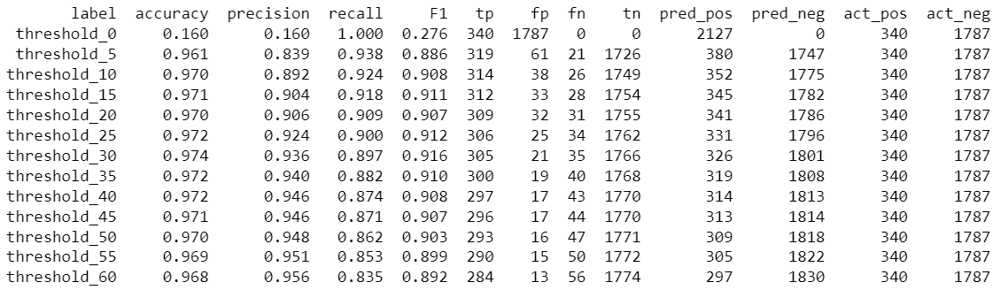 label accuracy precision recall F1 tp fp fn tn pred_pos pred_neg act_pos act_neg
threshold_0 0.160 0.160 1.000 0.276 340 1787 0 0 2127 0 340 1787
threshold_5 0.961 0.839 0.938 0.886 319 61 21 1726 380 1747 340 1787
threshold_10 0.970 0.892 0.924 0.908 314 38 26 1749 352 1775 340 1787
threshold_15 0.971 0.904 0.918 0.911 312 33 28 1754 345 1782 340 1787
threshold_20 0.970 0.906 0.909 0.907 309 32 31 1755 341 1786 340 1787
threshold_25 0.972 0.924 0.900 0.912 306 25 34 1762 331 1796 340 1787
threshold_30 0.974 0.936 0.897 0.916 305 21 35 1766 326 1801 340 1787
threshold_35 0.972 0.940 0.882 0.910 300 19 40 1768 319 1808 340 1787
threshold_40 0.972 0.946 0.874 0.908 297 17 43 1770 314 1813 340 1787
threshold_45 0.971 0.946 0.871 0.907 296 17 44 1770 313 1814 340 1787
threshold_50 0.970 0.948 0.862 0.903 293 16 47 1771 309 1818 340 1787
threshold_55 0.969 0.951 0.853 0.899 290 15 50 1772 305 1822 340 1787
threshold_60 0.968 0.956 0.835 0.892 284 13 56 1774 297 1830 340 1787